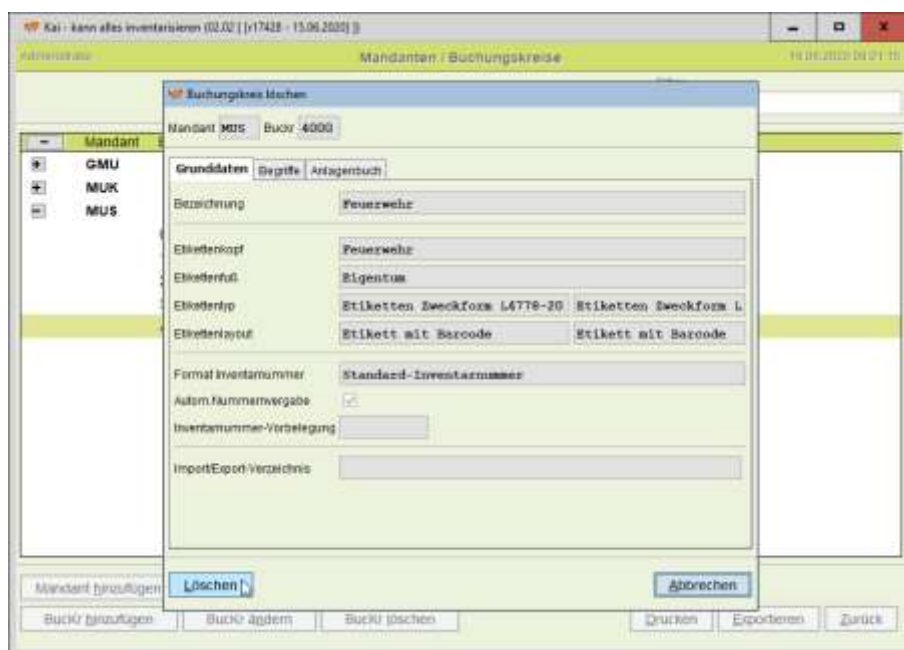 Kai - kann alles inventarisieren (02.02 [ [r17428 - 15.06.2020] ])
Administrator Mandanten / Buchungskreise
Buchungskreis löschen
Mandant MUS Buckr 4000
Mandant
GMU
MUK
MUS
Grunddaten Begriffe Anlagenbuch
Bezeichnung Feuerwehr
Etikettenkopf Feuerwehr
Etikettenfuß Eigentum
Etikettentyp Etiketten Zweckform L4778-20 Etiketten Zweckform L
Etikettenlayout Etikett mit Barcode Etikett mit Barcode
Format Inventarnummer Standard-Inventarnummer
Autom.Nummernvergabe
Inventarnummer-Vorbelegung
Import/Export-Verzeichnis
Löschen Abbrechen
Mandant hinzufügen
Buckr hinzufügen Buckr ändern Buckr löschen Drucken Exportieren Zurück